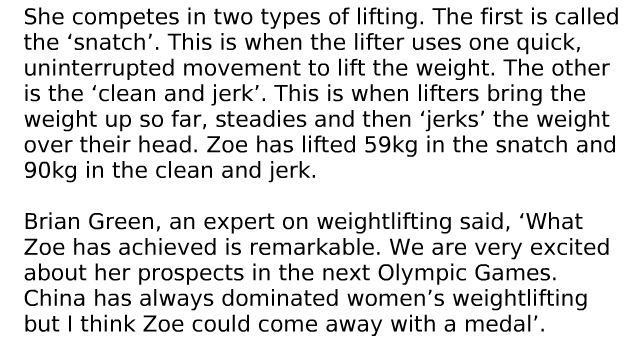 She competes in two types of lifting. The first is called
the ‘snatch’. This is when the lifter uses one quick,
uninterrupted movement to lift the weight. The other
is the ‘clean and jerk’. This is when lifters bring the
weight up so far, steadies and then ‘jerks’ the weight
over their head. Zoe has lifted 59kg in the snatch and
90kg in the clean and jerk.

Brian Green, an expert on weightlifting said, ‘What
Zoe has achieved is remarkable. We are very excited
about her prospects in the next Olympic Games.
China has always dominated women’s weightlifting
but I think Zoe could come away with a medal’.